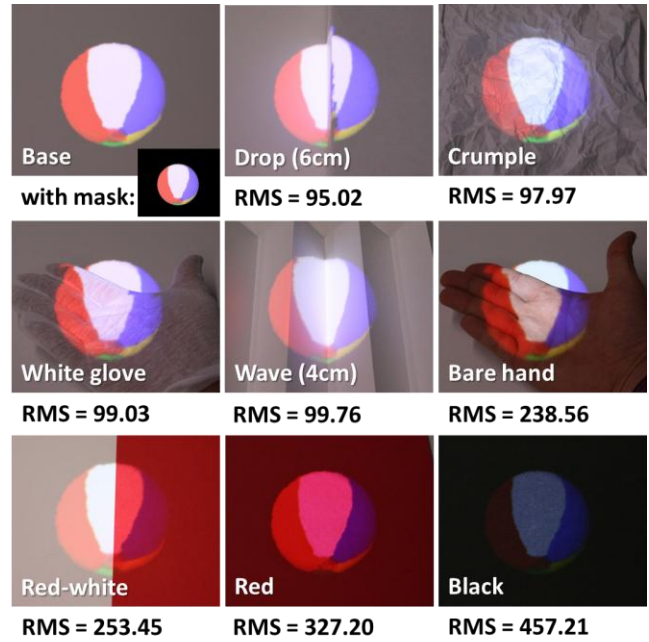 Base
Drop (6cm)
Crumple
with mask:
RMS = 95.02
RMS = 97.97
White glove
Wave (4cm)
Bare hand
RMS = 99.03
RMS = 99.76
RMS = 238.56
Red-white
Red
Black
RMS = 253.45
RMS = 327.20
RMS = 457.21